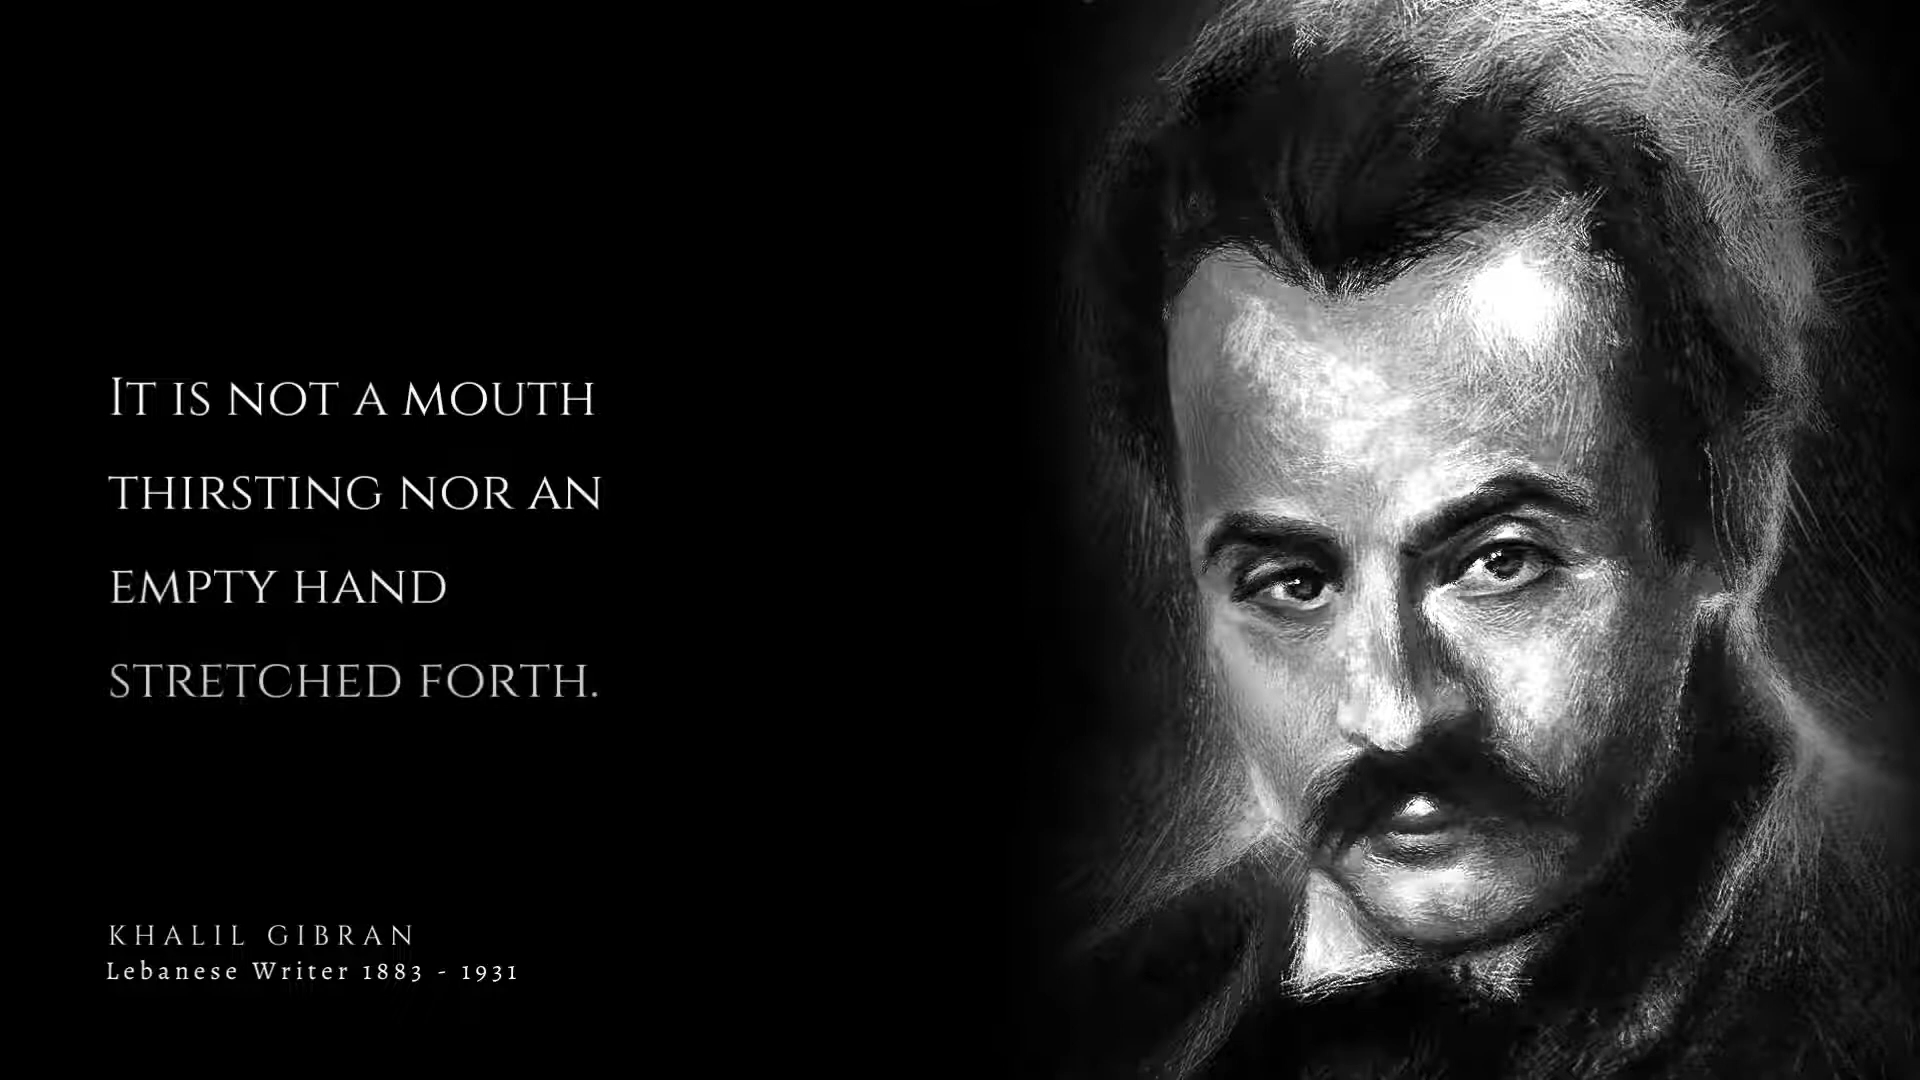 It is not a mouth
thirsting nor an
empty hand
stretched forth.
KHALIL GIBRAN
Lebanese Writer 1883 - 1931